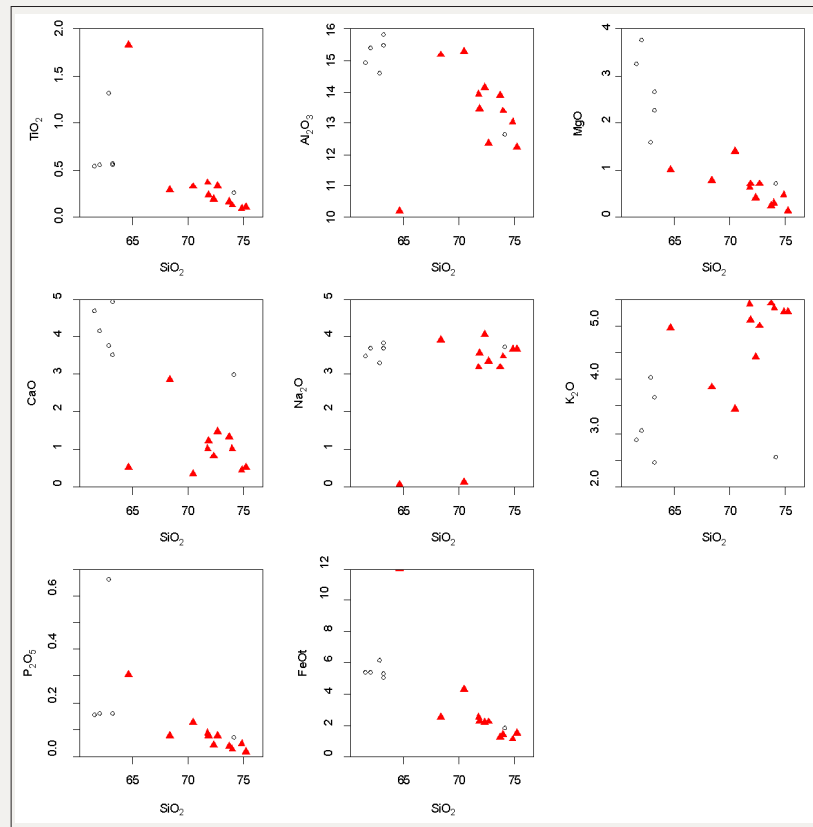 TiO₂
0.0 0.5 1.0 1.5 2.0
65 70 75
SiO₂
Al₂O₃
10 11 12 13 14 15 16
65 70 75
SiO₂
MgO
0 1 2 3 4
65 70 75
SiO₂
CaO
0 1 2 3 4 5
65 70 75
SiO₂
Na₂O
0 1 2 3 4 5
65 70 75
SiO₂
K₂O
2.0 3.0 4.0 5.0
65 70 75
SiO₂
P₂O₅
0.0 0.2 0.4 0.6
65 70 75
SiO₂
FeOt
0 2 4 6 8 10 12
65 70 75
SiO₂